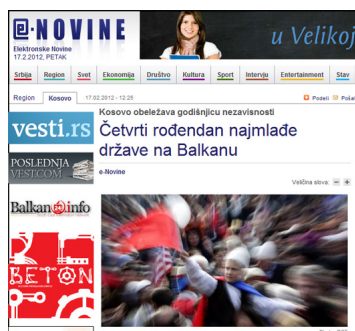 e·NOVINE
Elektronske Novine
17.2.2012, PETAK
u Velikoj
Srbija Region Svet Ekonomija Društvo Kultura Sport Intervju Entertainment Stav
Region Kosovo 17.02.2012 - 12:25 Podeli Pošalji
Kosovo obeležava godišnjicu nezavisnosti
Četvrti rođendan najmlađe
države na Balkanu
e-Novine
Veličina slova:
vesti.rs
POSLEDNJA
VEST.COM
Balkan info
BETON